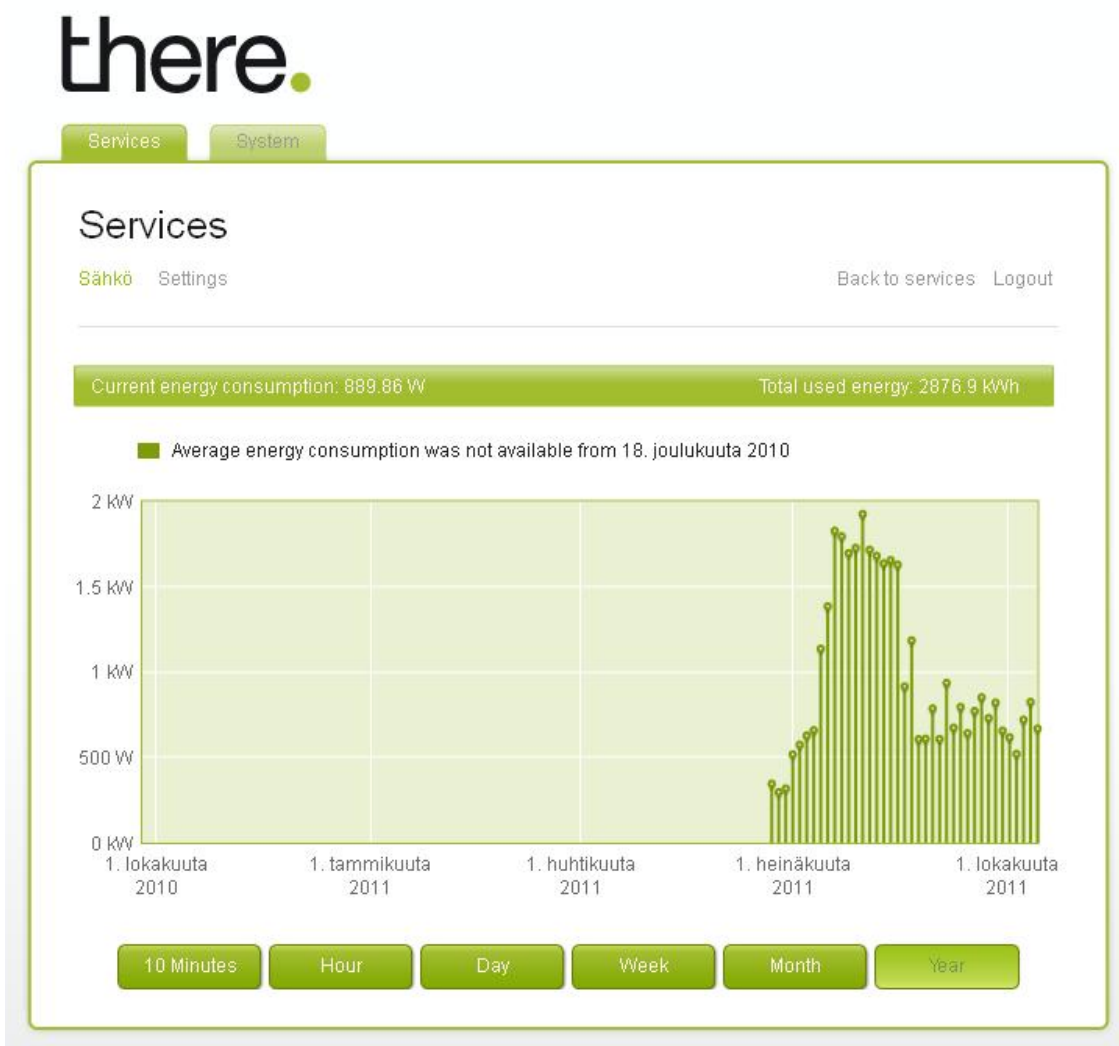 there.
Services System
Services
Sähkö Settings Back to services Logout
Current energy consumption: 889.86 W Total used energy: 2876.9 kWh
Average energy consumption was not available from 18. joulukuuta 2010
2 kW
1.5 kW
1 kW
500 W
0 kW
1. lokakuuta 1. tammikuuta 1. huhtikuuta 1. heinäkuuta 1. lokakuuta
2010 2011 2011 2011 2011
10 Minutes Hour Day Week Month Year